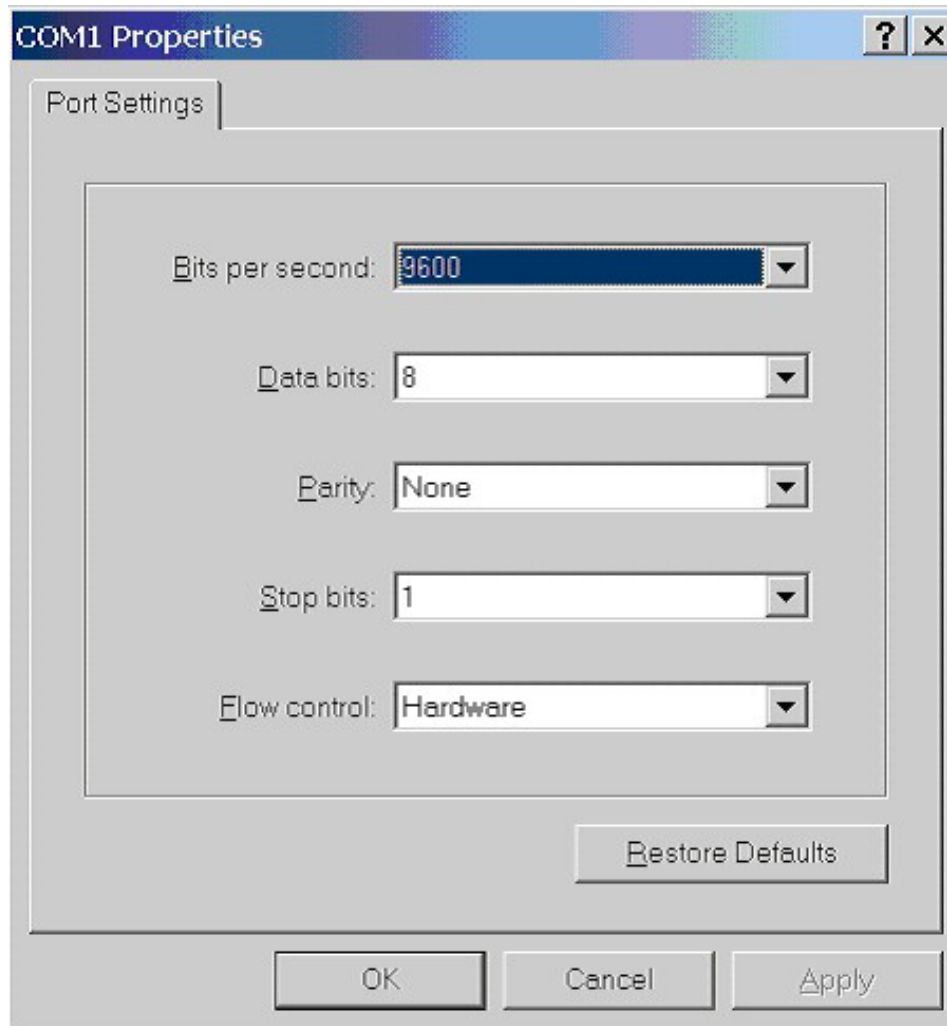 COM1 Properties
Port Settings
Bits per second: 9600
Data bits: 8
Parity: None
Stop bits: 1
Flow control: Hardware
Restore Defaults
OK Cancel Apply